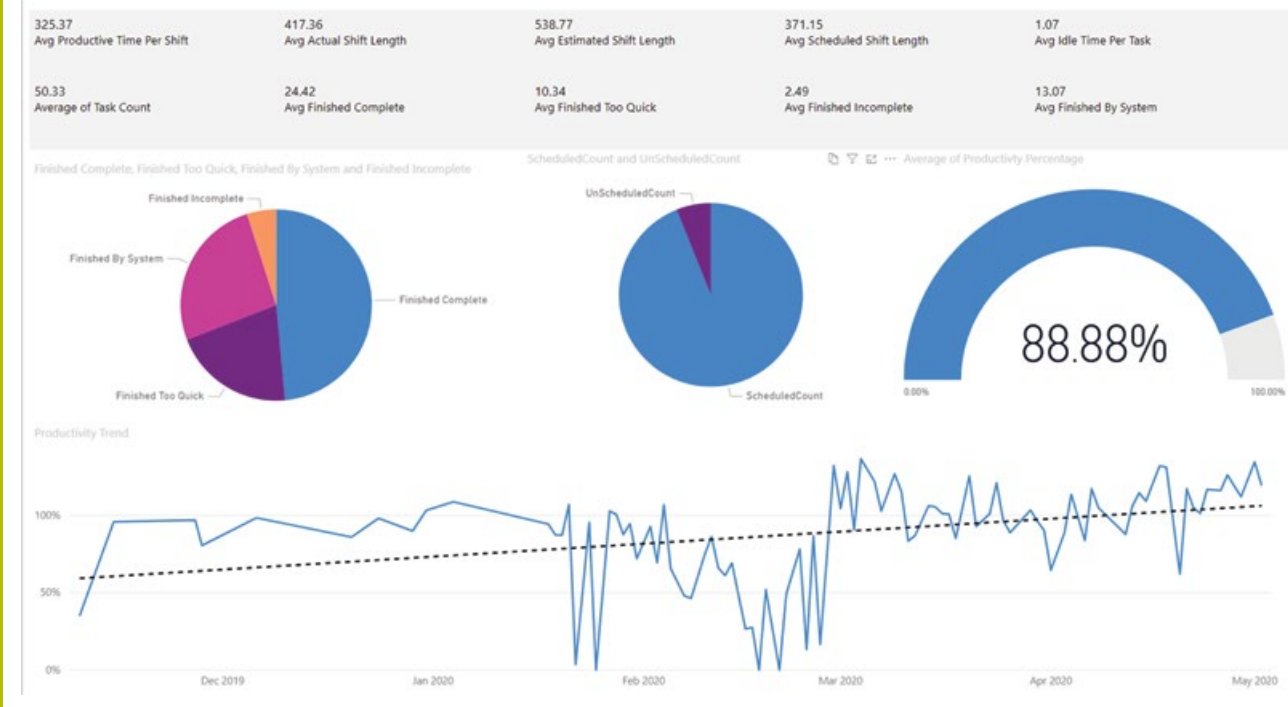 325.37
Avg Productive Time Per Shift
417.36
Avg Actual Shift Length
538.77
Avg Estimated Shift Length
371.15
Avg Scheduled Shift Length
1.07
Avg Idle Time Per Task
50.33
Average of Task Count
24.42
Avg Finished Complete
10.34
Avg Finished Too Quick
2.49
Avg Finished Incomplete
13.07
Avg Finished By System
Finished Complete, Finished Too Quick, Finished By System and Finished Incomplete
Finished Incomplete
Finished By System
Finished Complete
Finished Too Quick
ScheduledCount and UnScheduledCount
UnScheduledCount
ScheduledCount
Average of Productivty Percentage
88.88%
0.00%
100.00%
Productivity Trend
100%
50%
0%
Dec 2019
Jan 2020
Feb 2020
Mar 2020
Apr 2020
May 2020